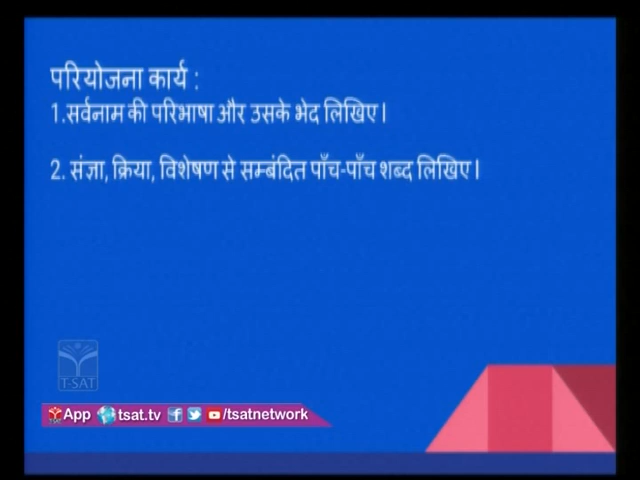 परियोजना कार्य :
1.सर्वनाम की परिभाषा और उसके भेद लिखिए।
2. संज्ञा, क्रिया, विशेषण से सम्बंदित पाँच-पाँच शब्द लिखिए।
T-SAT
App tsat.tv /tsatnetwork